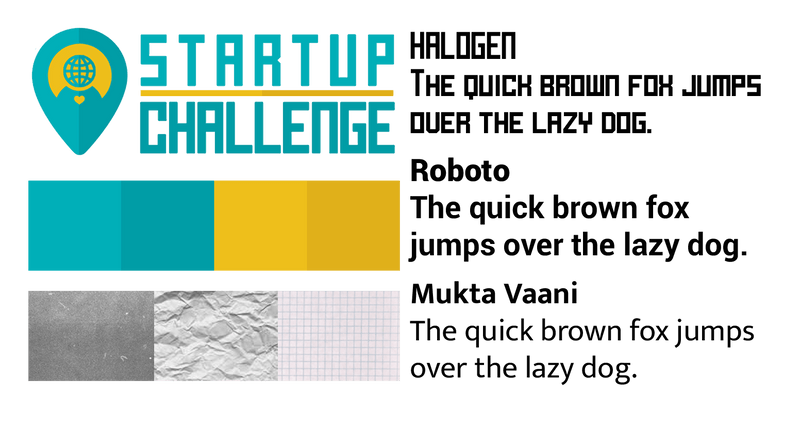 STARTUP
CHALLENGE
HALOGEN
THE QUICK BROWN FOX JUMPS
OVER THE LAZY DOG.
Roboto
The quick brown fox
jumps over the lazy dog.
Mukta Vaani
The quick brown fox jumps
over the lazy dog.